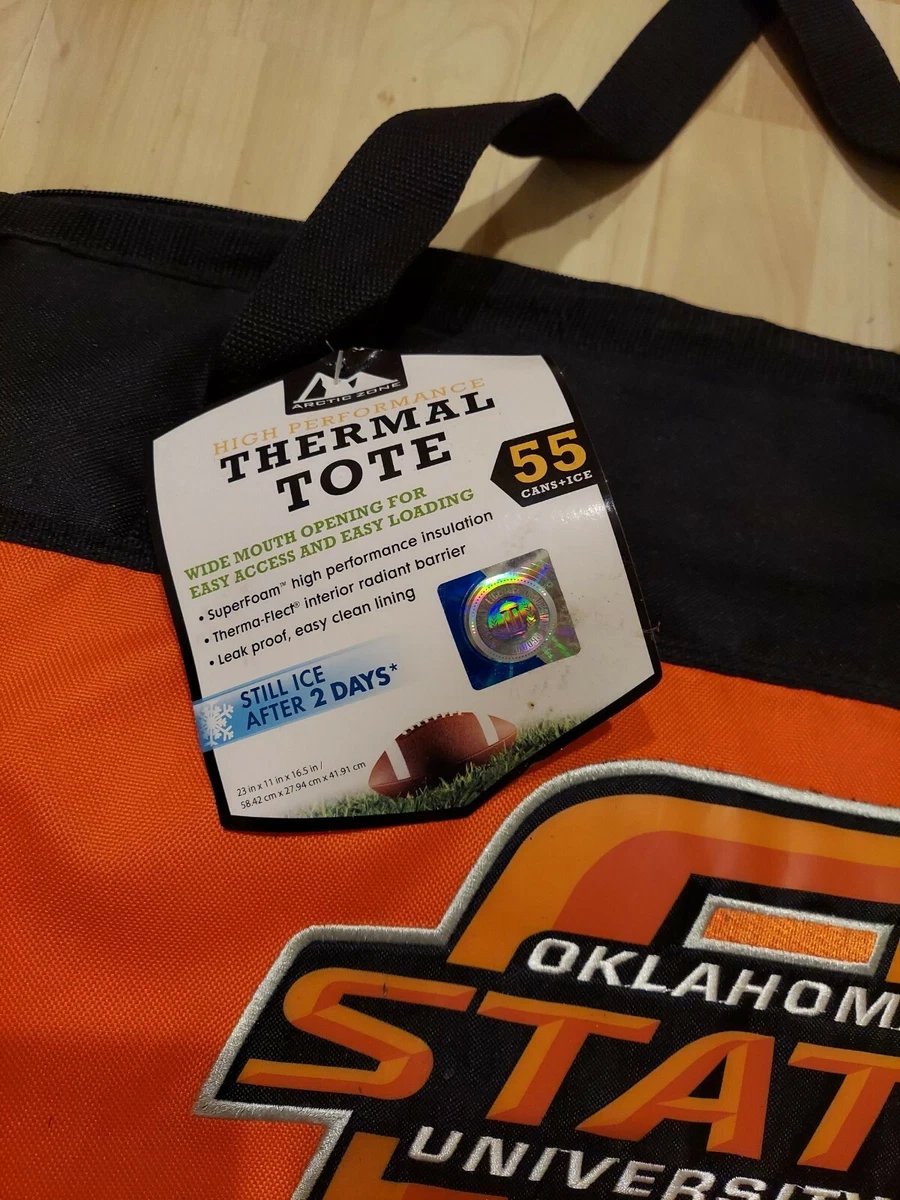 ARCTIC ZONE
HIGH PERFORMANCE
THERMAL
TOTE
55
CANS+ICE
WIDE MOUTH OPENING FOR
EASY ACCESS AND EASY LOADING
• SuperFoam™ high performance insulation
• Therma-Flect® interior radiant barrier
• Leak proof, easy clean lining
STILL ICE
AFTER 2 DAYS*
23 in x 11 in x 16.5 in /
58.42 cm x 27.94 cm x 41.91 cm
OKLAHOMA
STAT
UNIVERSIT